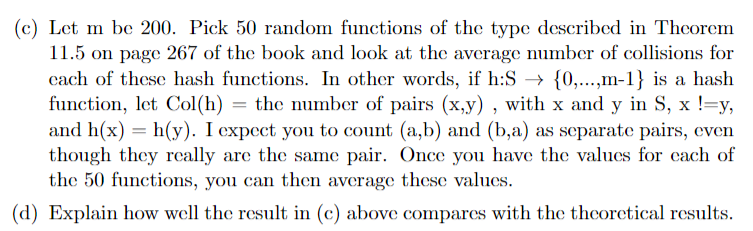 (c) Let m be 200. Pick 50 random functions of the type described in Theorem
11.5 on page 267 of the book and look at the average number of collisions for
each of these hash functions. In other words, if h:S → {0,...,m-1} is a hash
function, let Col(h) = the number of pairs (x,y) , with x and y in S, x !=y,
and h(x) = h(y). I expect you to count (a,b) and (b,a) as separate pairs, even
though they really are the same pair. Once you have the values for each of
the 50 functions, you can then average these values.
(d) Explain how well the result in (c) above compares with the theoretical results.